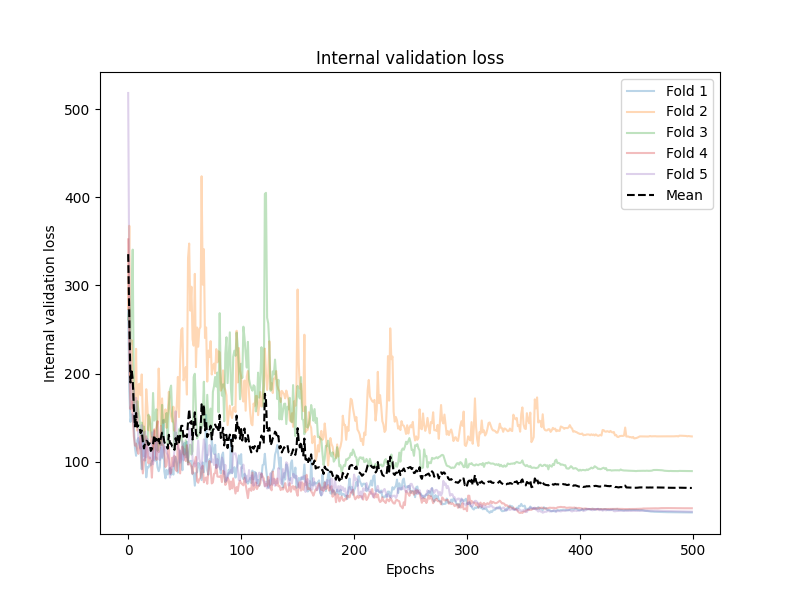 Internal validation loss
Fold 1
Fold 2
Fold 3
Fold 4
Fold 5
Mean
500
400
300
200
100
Internal validation loss
0 100 200 300 400 500
Epochs